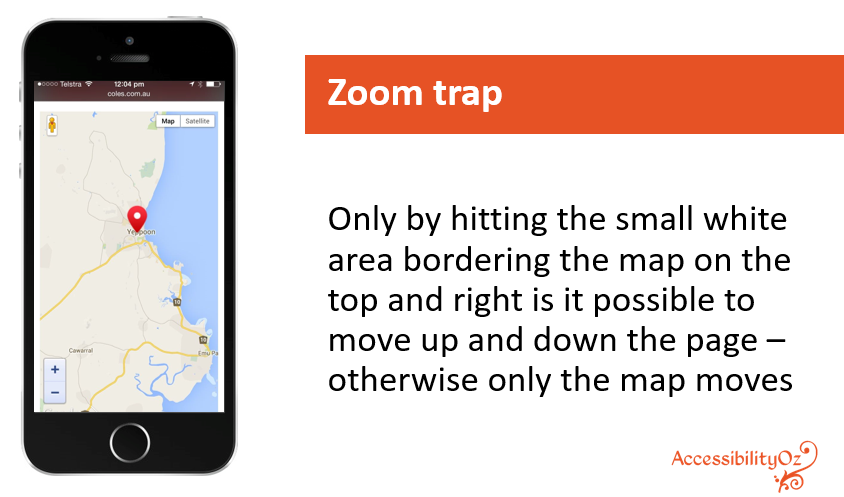 Telstra 12:04 pm
coles.com.au
Map Satellite
Yeppoon
10
10
Cawarral
Emu Pa
+
−
Zoom trap
Only by hitting the small white
area bordering the map on the
top and right is it possible to
move up and down the page –
otherwise only the map moves
AccessibilityOz